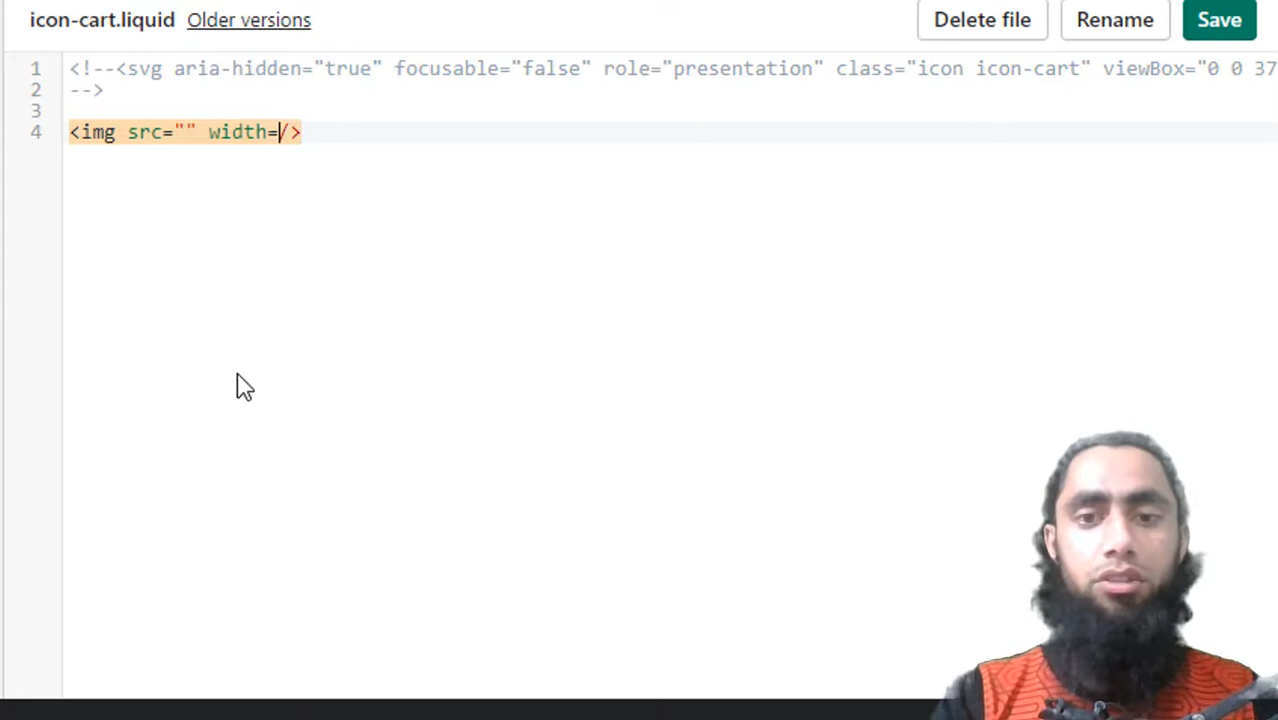 icon-cart.liquid Older versions Delete file Rename Save
1 <!--<svg aria-hidden="true" focusable="false" role="presentation" class="icon icon-cart" viewBox="0 0 37
2 -->
3
4 <img src="" width=/>